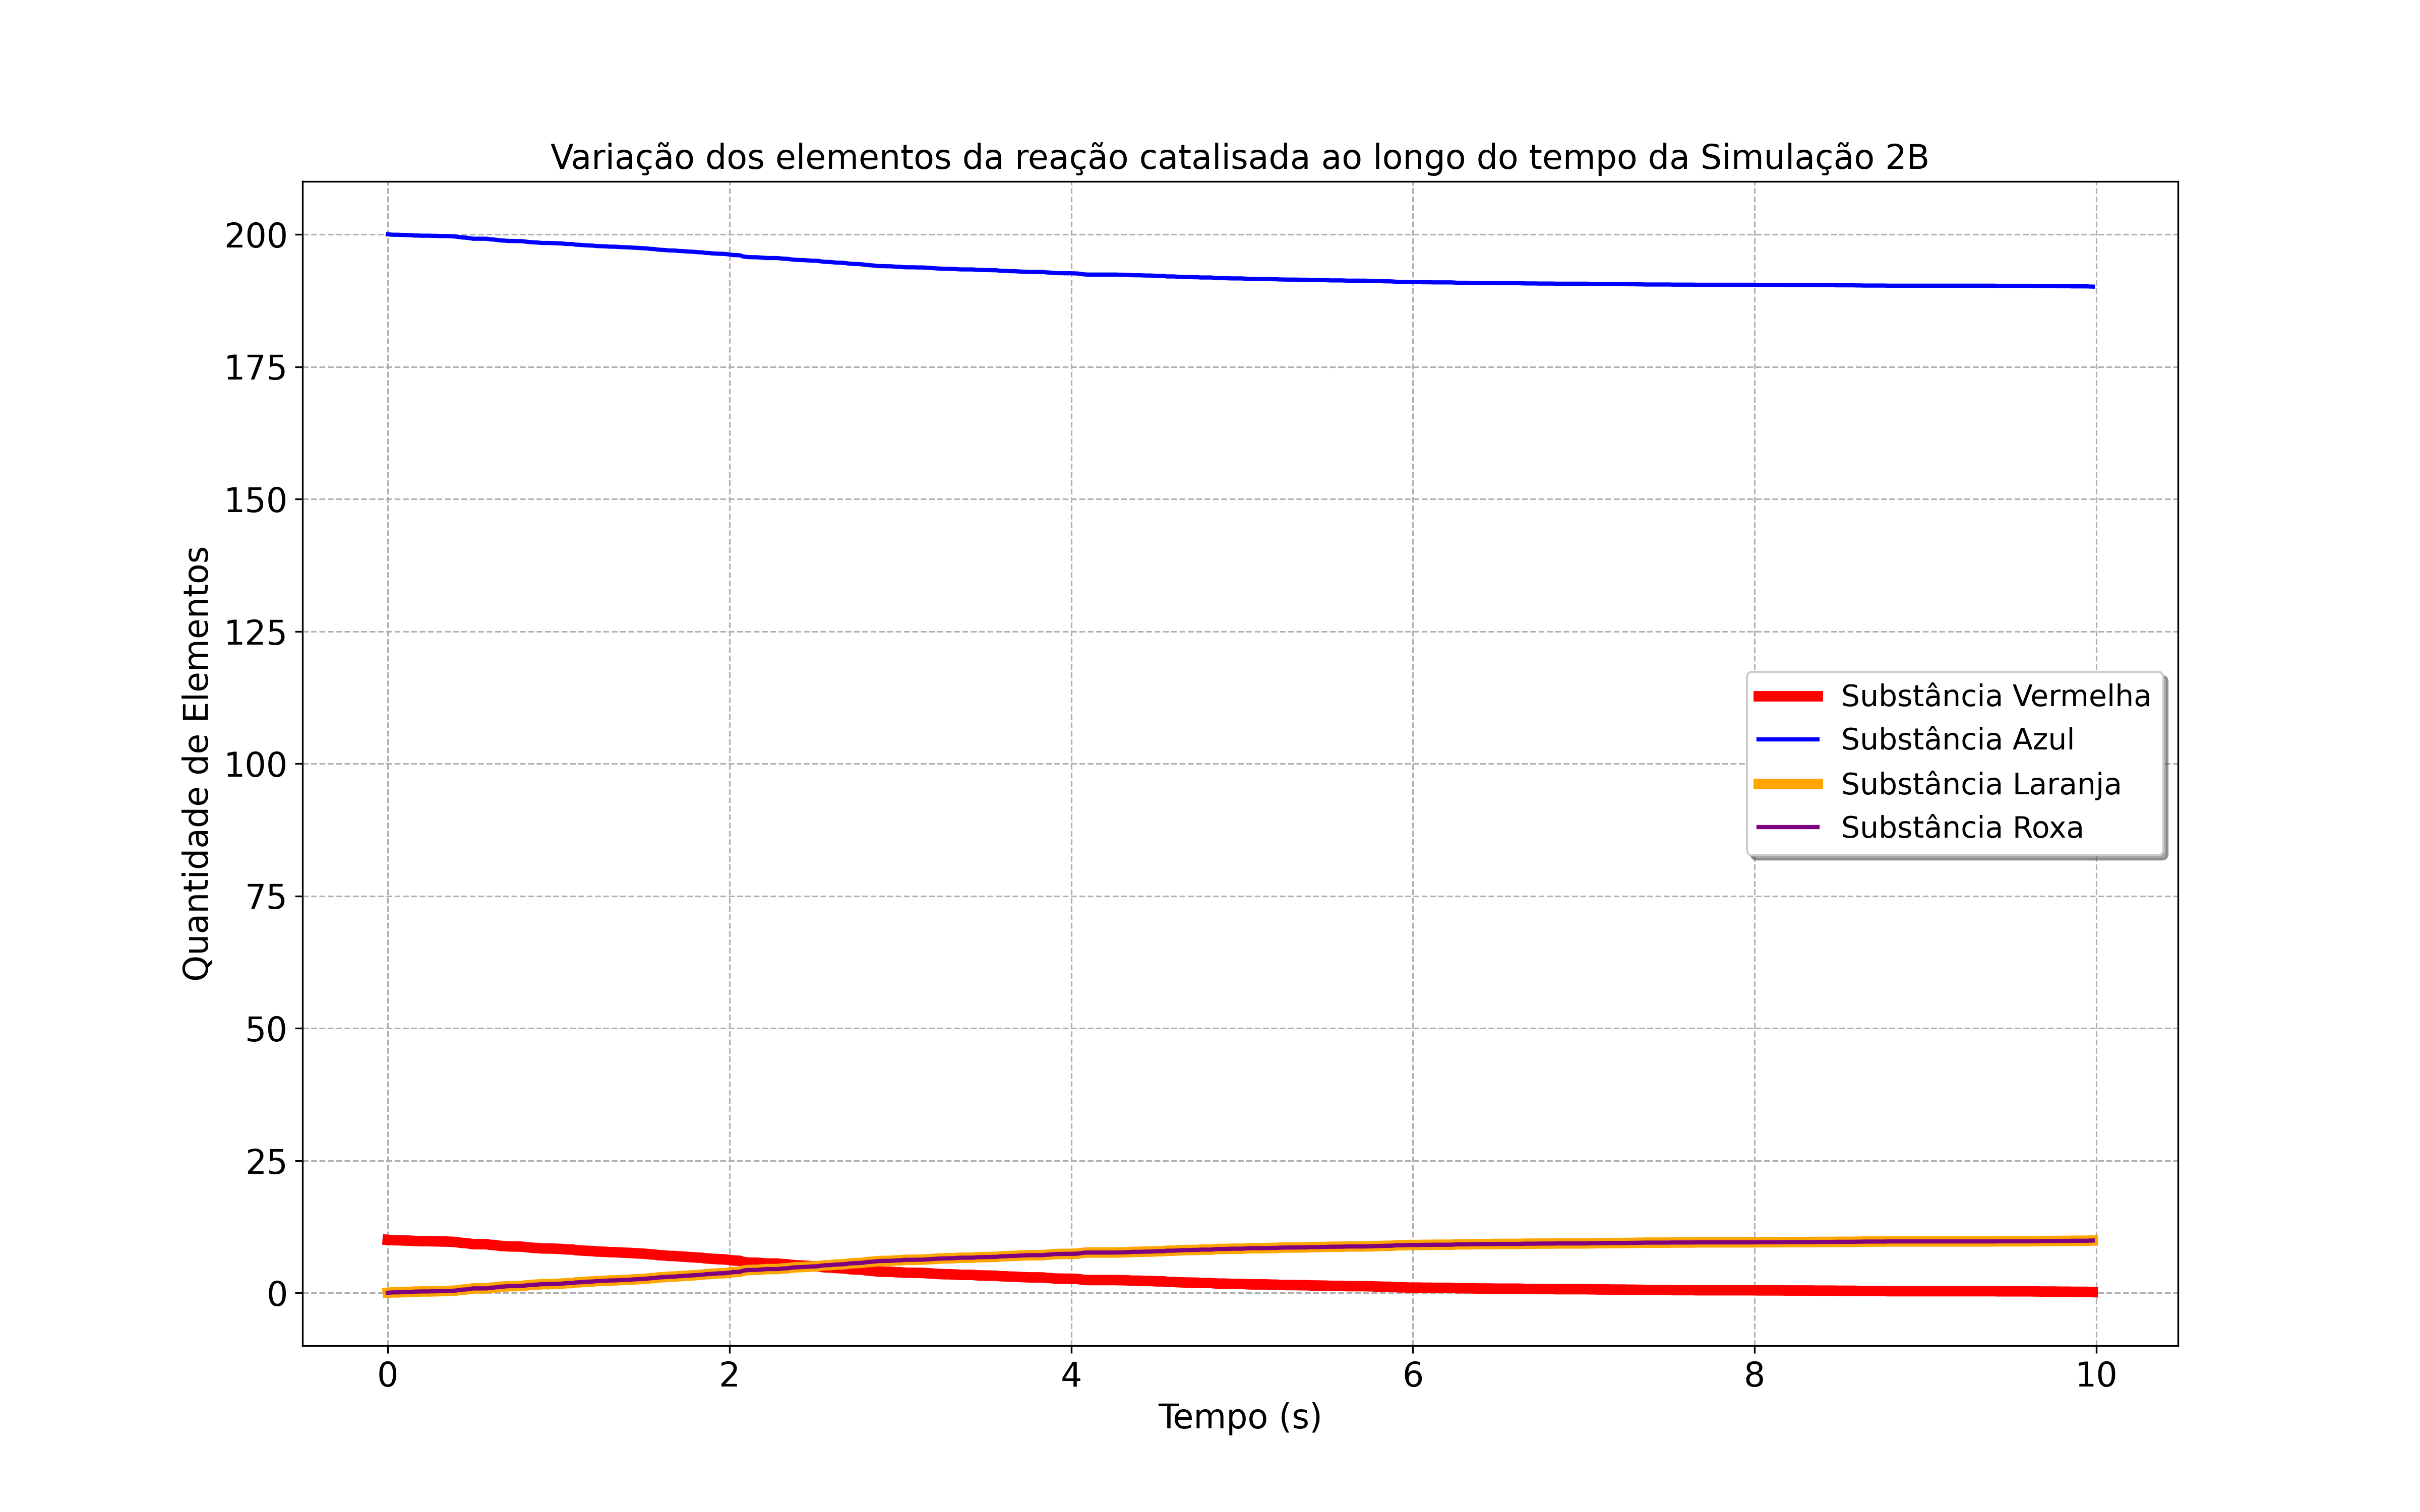 Variação dos elementos da reação catalisada ao longo do tempo da Simulação 2B
Quantidade de Elementos
200
175
150
125
100
75
50
25
0
Substância Vermelha
Substância Azul
Substância Laranja
Substância Roxa
0 2 4 6 8 10
Tempo (s)